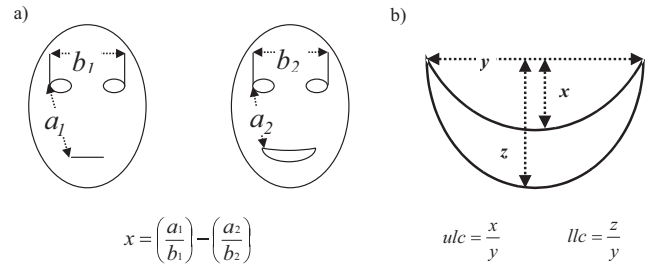 a)
b₁
a₁
b₂
a₂
x = (a₁/b₁) − (a₂/b₂)
b)
y
x
z
ulc = x/y
llc = z/y